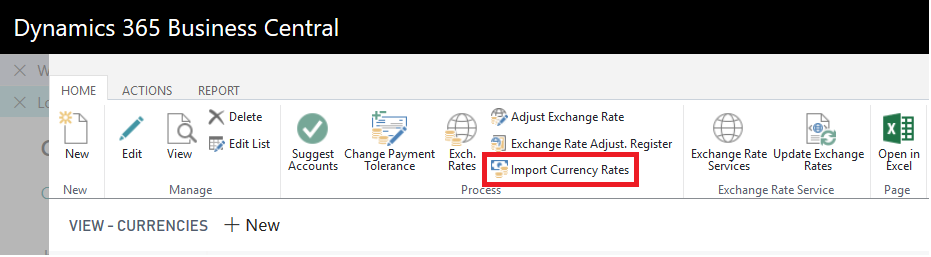 Dynamics 365 Business Central
W
Lo
HOME ACTIONS REPORT
New
Edit
View
Delete
Edit List
Suggest
Accounts
Change Payment
Tolerance
Exch.
Rates
Adjust Exchange Rate
Exchange Rate Adjust. Register
Import Currency Rates
Exchange Rate
Services
Update Exchange
Rates
Open in
Excel
New
Manage
Process
Exchange Rate Service
Page
VIEW - CURRENCIES + New